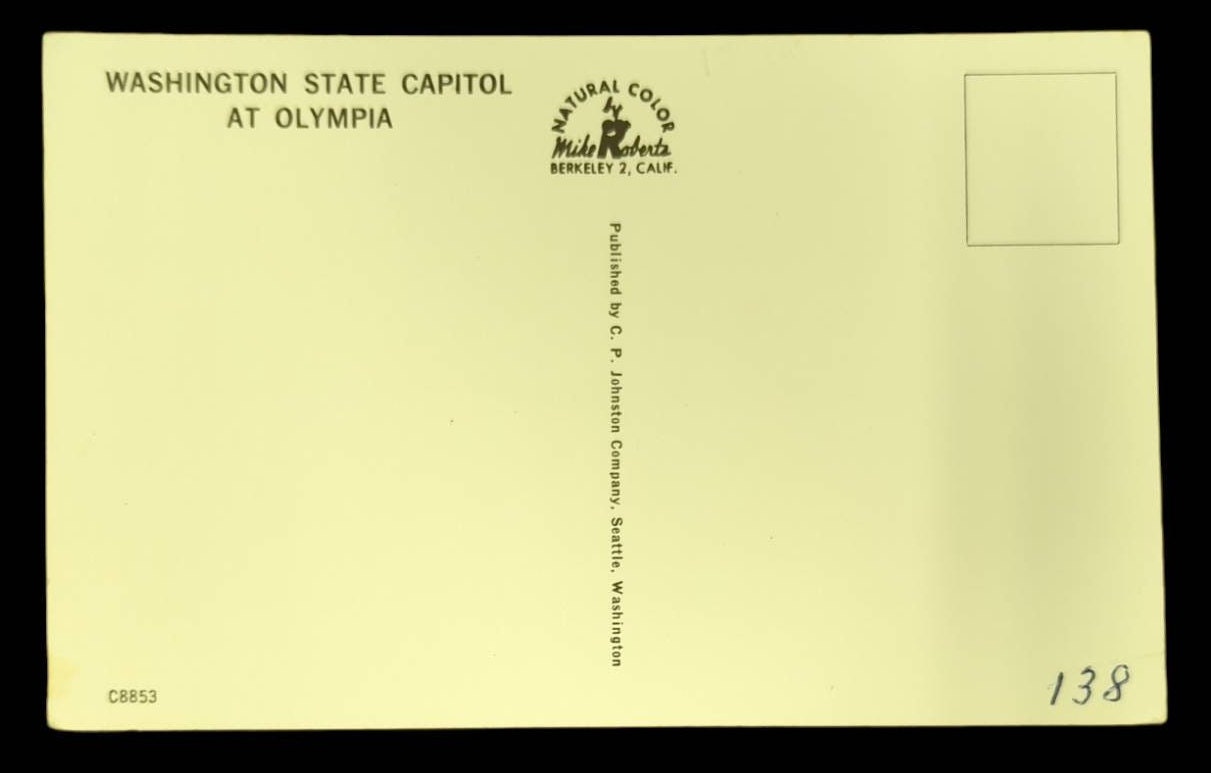 WASHINGTON STATE CAPITOL
AT OLYMPIA
NATURAL COLOR
by
Mike Roberts
BERKELEY 2, CALIF.
Published by C. P. Johnston Company, Seattle, Washington
C8853
138